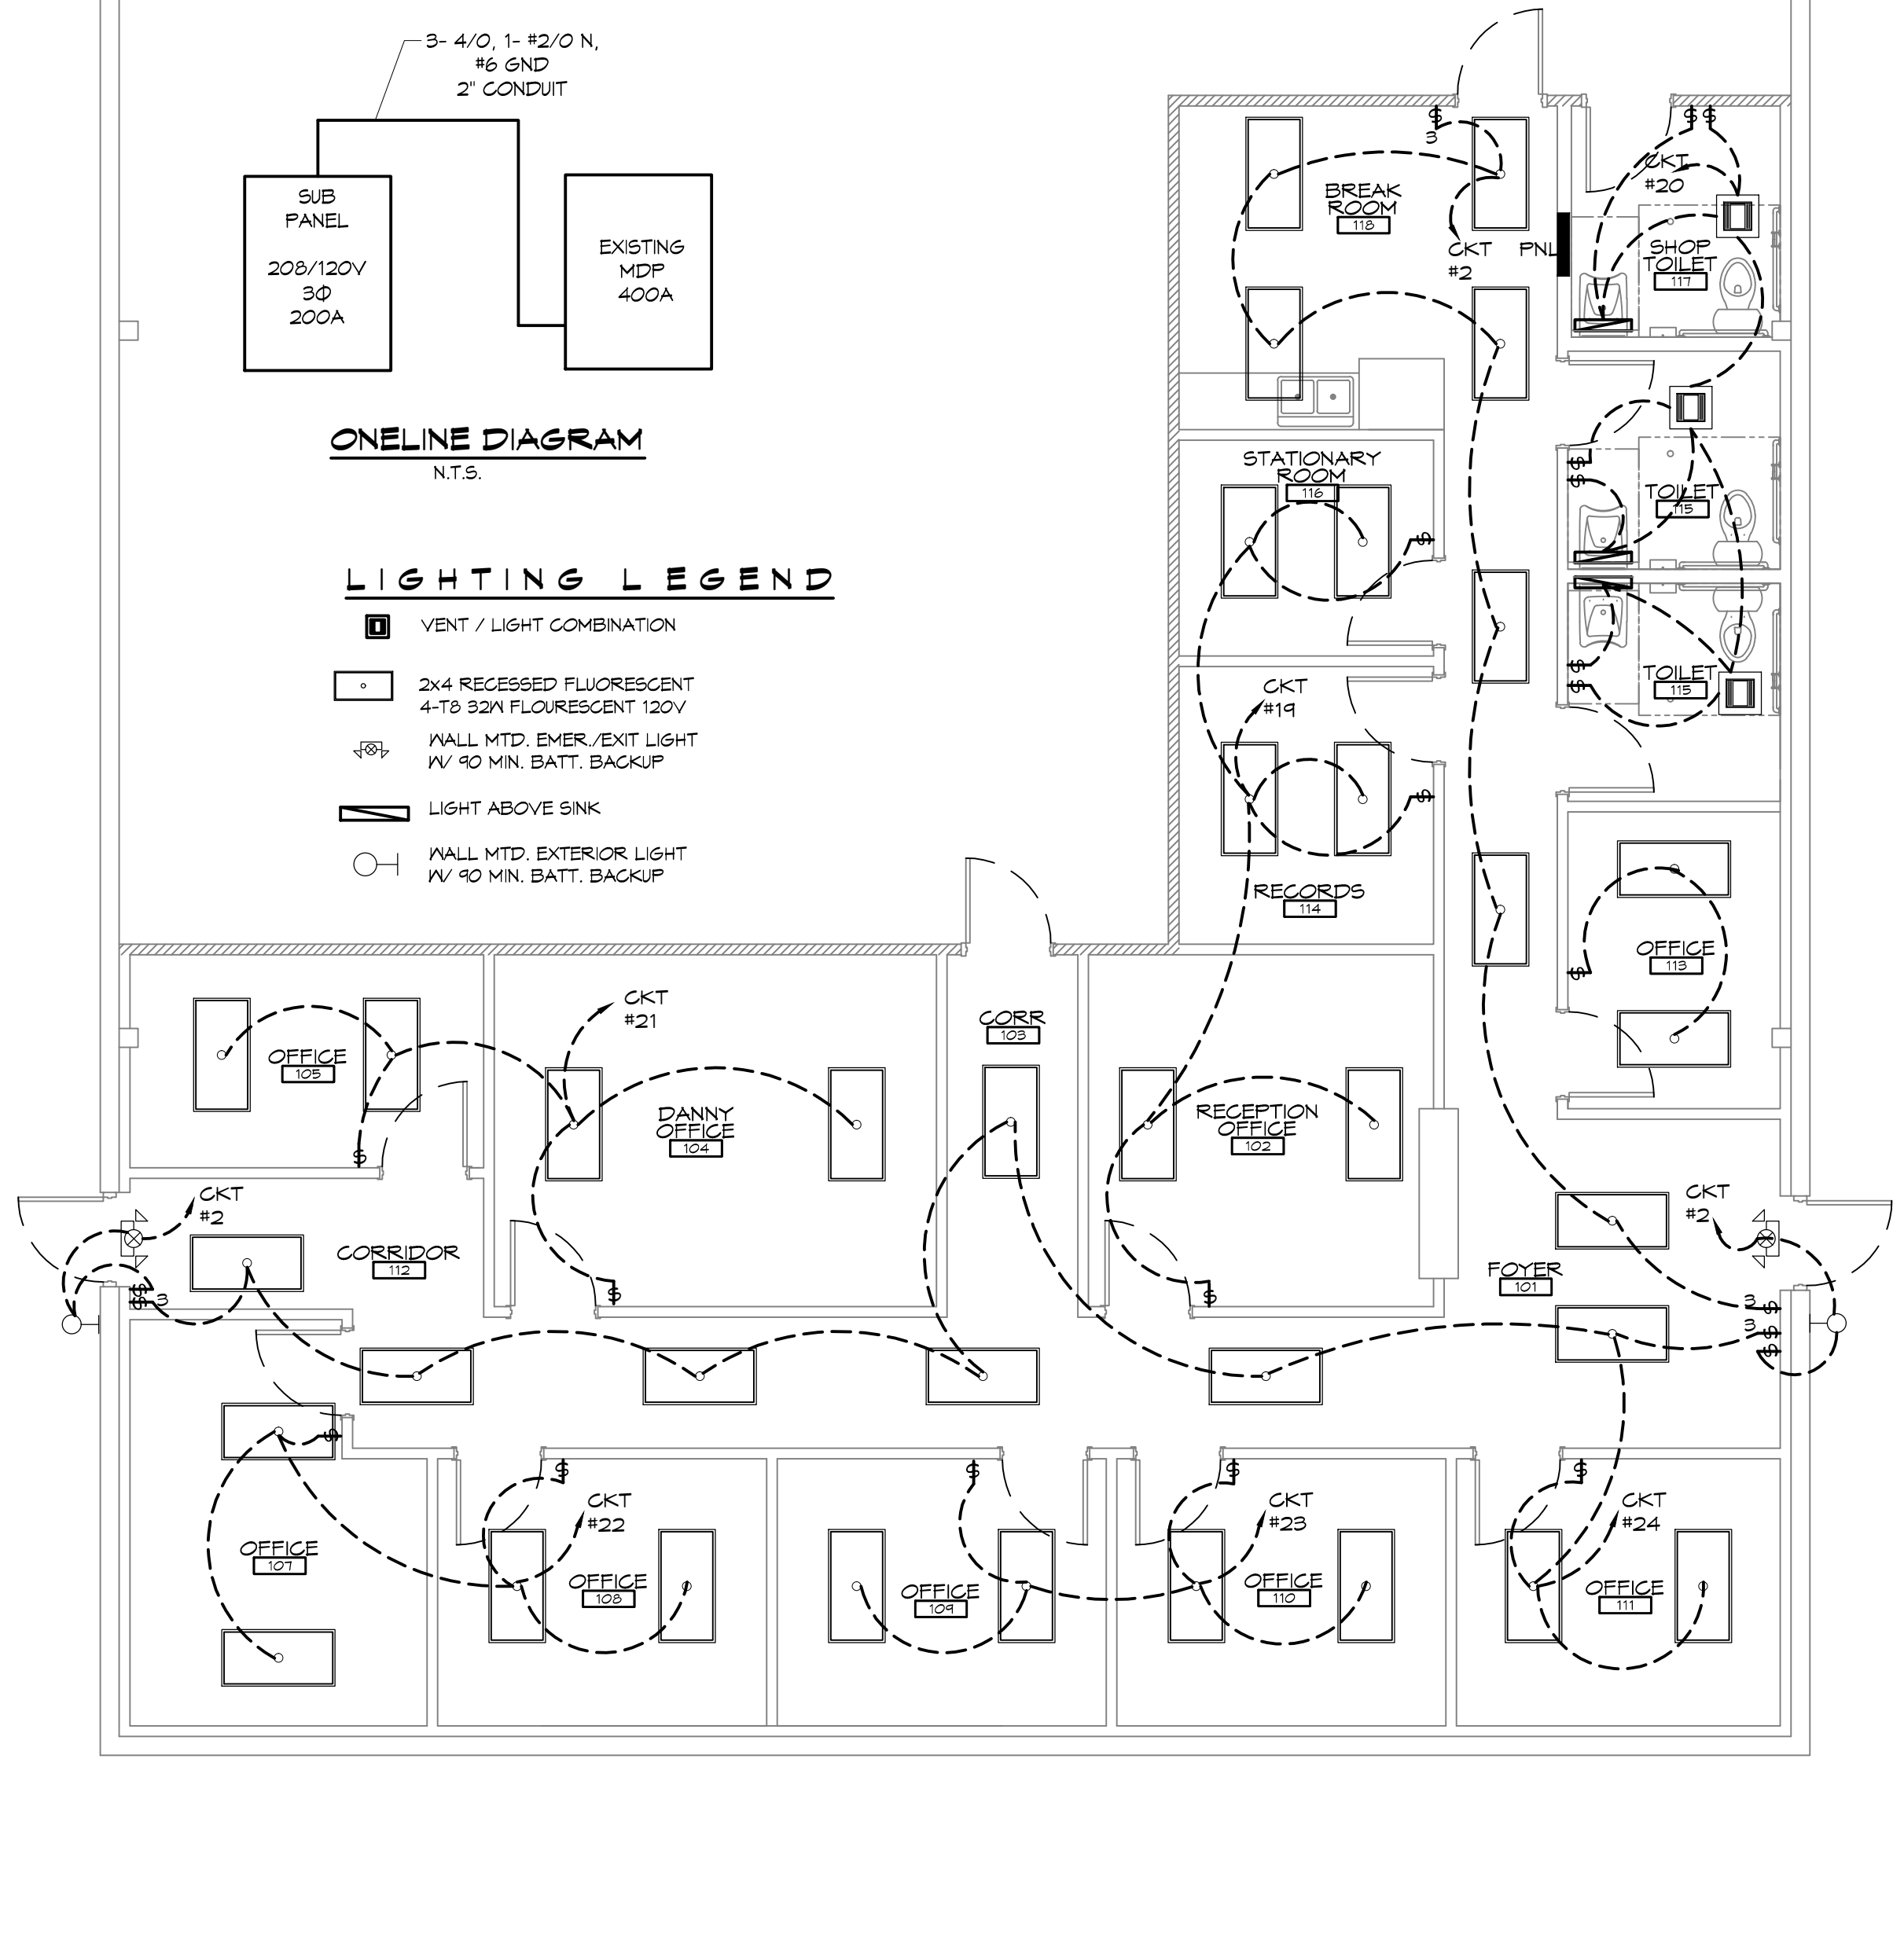 3- 4/0, 1- #2/0 N,
#6 GND
2" CONDUIT
SUB
PANEL
208/120V
3Φ
200A
EXISTING
MDP
400A
ONELINE DIAGRAM
N.T.S.
LIGHTING LEGEND
VENT / LIGHT COMBINATION
2x4 RECESSED FLUORESCENT
4-T8 32W FLOURESCENT 120V
WALL MTD. EMER./EXIT LIGHT
W/ 90 MIN. BATT. BACKUP
LIGHT ABOVE SINK
WALL MTD. EXTERIOR LIGHT
W/ 90 MIN. BATT. BACKUP
$
3
BREAK
ROOM
118
CKT
#2
PNL
$ $
CKT
#20
SHOP
TOILET
117
STATIONARY
ROOM
116
$
$
$
TOILET
115
$
$
TOILET
115
CKT
#19
$
RECORDS
114
OFFICE
113
$
OFFICE
105
$
CKT
#21
DANNY
OFFICE
104
$
CORR
103
RECEPTION
OFFICE
102
$
CKT
#2
CORRIDOR
112
$
$ 3
CKT
#2
FOYER
101
3 $
3 $
$
$
OFFICE
107
$
CKT
#22
OFFICE
108
$
OFFICE
109
$
CKT
#23
OFFICE
110
$
CKT
#24
OFFICE
111